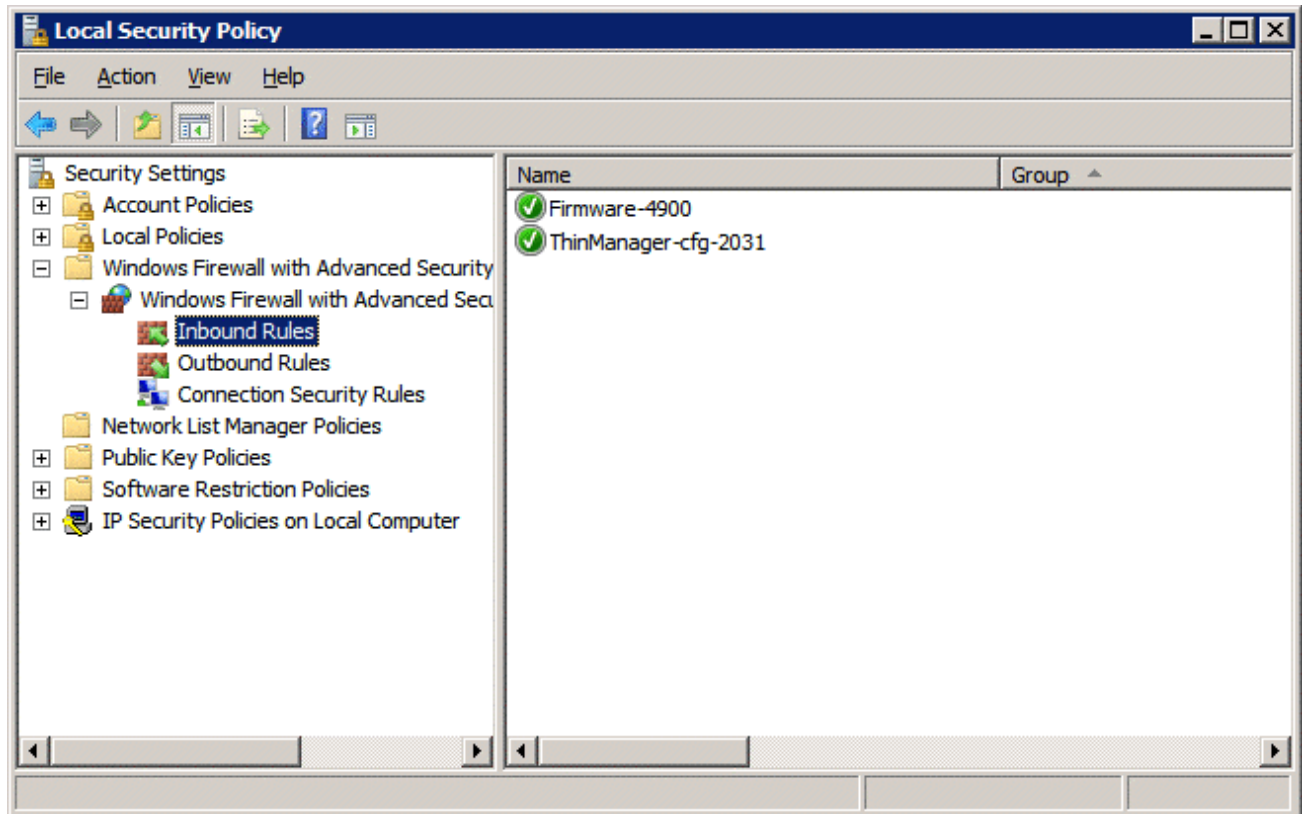 Local Security Policy
File Action View Help
Security Settings
Account Policies
Local Policies
Windows Firewall with Advanced Security
Windows Firewall with Advanced Secu
Inbound Rules
Outbound Rules
Connection Security Rules
Network List Manager Policies
Public Key Policies
Software Restriction Policies
IP Security Policies on Local Computer
Name Group
Firmware-4900
ThinManager-cfg-2031